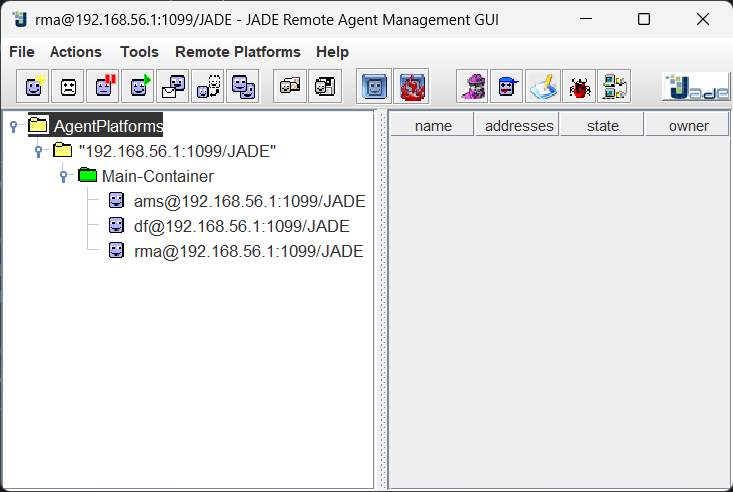 rma@192.168.56.1:1099/JADE - JADE Remote Agent Management GUI
File Actions Tools Remote Platforms Help
Jade
AgentPlatforms
"192.168.56.1:1099/JADE"
Main-Container
ams@192.168.56.1:1099/JADE
df@192.168.56.1:1099/JADE
rma@192.168.56.1:1099/JADE
name addresses state owner